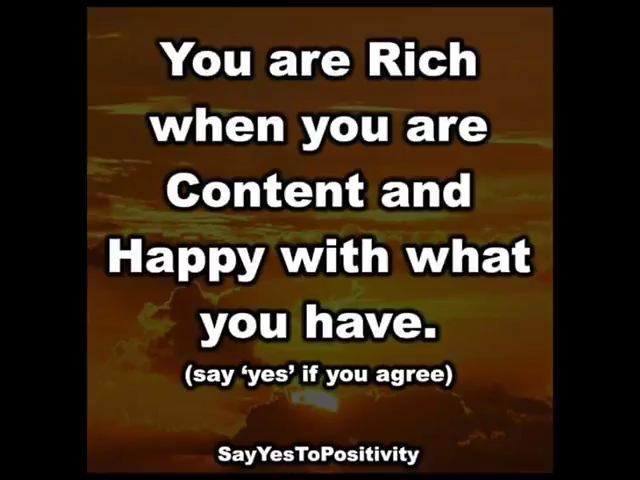 You are Rich
when you are
Content and
Happy with what
you have.
(say ‘yes’ if you agree)
SayYesToPositivity